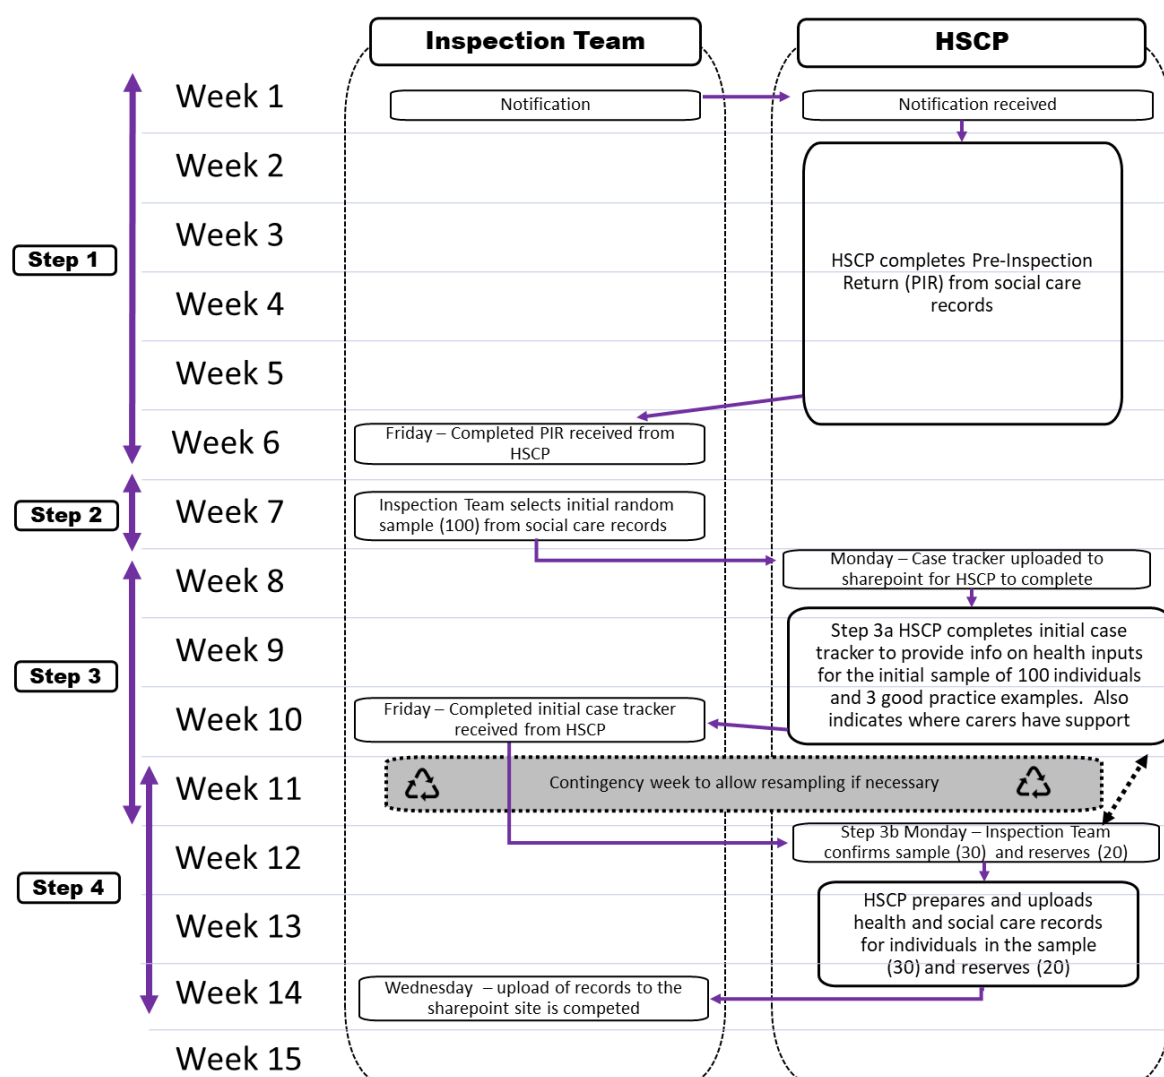 Inspection Team
HSCP
Week 1
Notification
Notification received
Week 2
Week 3
Step 1
HSCP completes Pre-Inspection
Return (PIR) from social care
records
Week 4
Week 5
Week 6
Friday – Completed PIR received from
HSCP
Step 2
Week 7
Inspection Team selects initial random
sample (100) from social care records
Week 8
Monday – Case tracker uploaded to
sharepoint for HSCP to complete
Week 9
Step 3
Step 3a HSCP completes initial case
tracker to provide info on health inputs
for the initial sample of 100 individuals
and 3 good practice examples.  Also
indicates where carers have support
Week 10
Friday – Completed initial case tracker
received from HSCP
Week 11
Contingency week to allow resampling if necessary
Week 12
Step 3b Monday – Inspection Team
confirms sample (30)  and reserves (20)
Step 4
Week 13
HSCP prepares and uploads
health and social care records
for individuals in the sample
(30) and reserves (20)
Week 14
Wednesday  – upload of records to the
sharepoint site is competed
Week 15